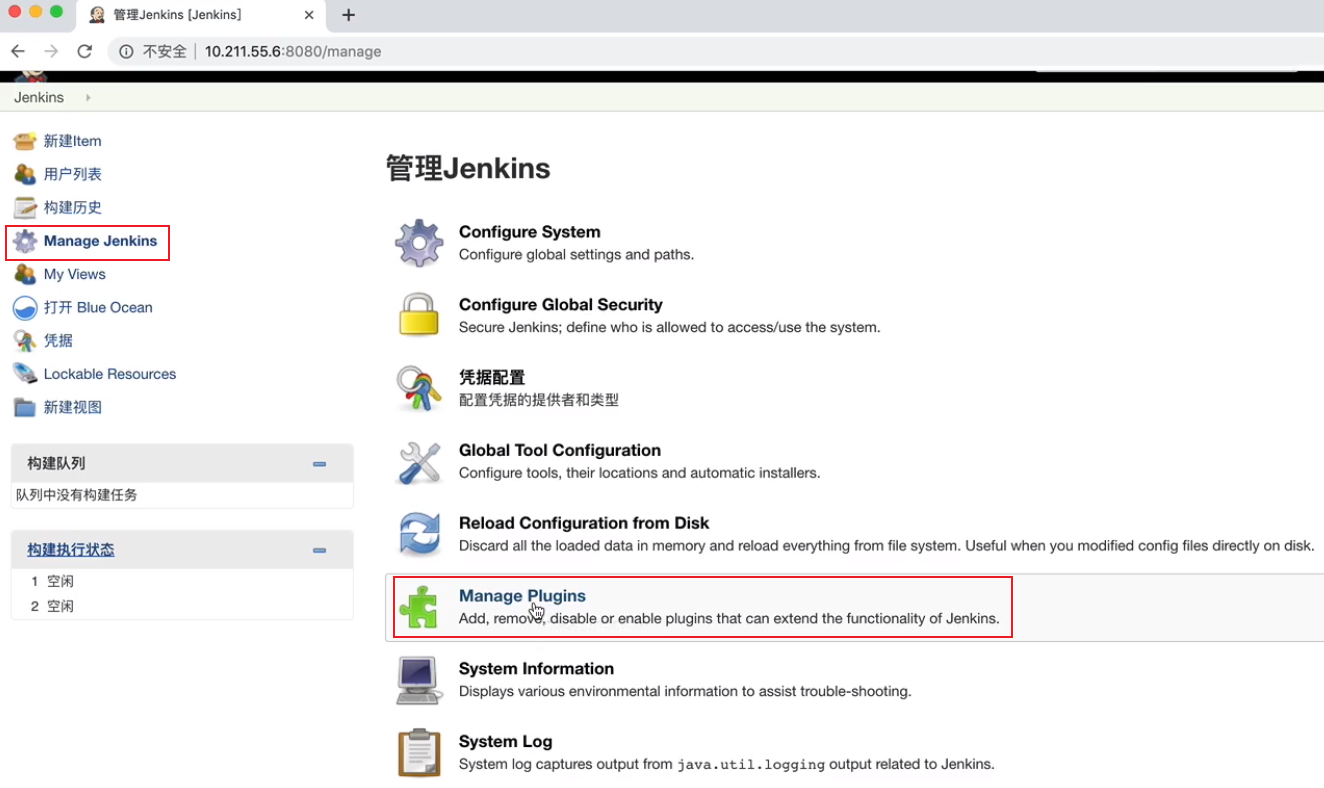 管理Jenkins [Jenkins]
不安全 10.211.55.6:8080/manage
Jenkins
新建Item
用户列表
构建历史
Manage Jenkins
My Views
打开 Blue Ocean
凭据
Lockable Resources
新建视图
构建队列
队列中没有构建任务
构建执行状态
1 空闲
2 空闲
管理Jenkins
Configure System
Configure global settings and paths.
Configure Global Security
Secure Jenkins; define who is allowed to access/use the system.
凭据配置
配置凭据的提供者和类型
Global Tool Configuration
Configure tools, their locations and automatic installers.
Reload Configuration from Disk
Discard all the loaded data in memory and reload everything from file system. Useful when you modified config files directly on disk.
Manage Plugins
Add, remove, disable or enable plugins that can extend the functionality of Jenkins.
System Information
Displays various environmental information to assist trouble-shooting.
System Log
System log captures output from java.util.logging output related to Jenkins.